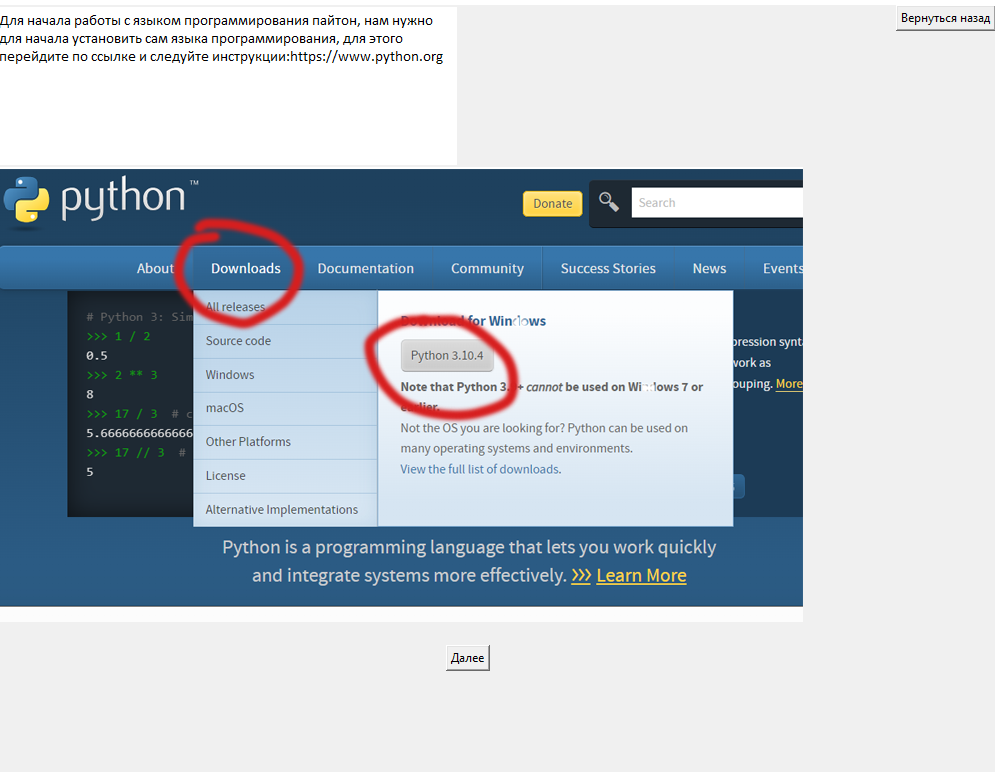 Для начала работы с языком программирования пайтон, нам нужно
для начала установить сам языка программирования, для этого
перейдите по ссылке и следуйте инструкции:https://www.python.org
Вернуться назад
python™
Donate
Search
About
Downloads
Documentation
Community
Success Stories
News
Events
# Python 3: Sim
>>> 1 / 2
0.5
>>> 2 ** 3
8
>>> 17 / 3 # c
5.6666666666666
>>> 17 // 3 #
5
All releases
Source code
Windows
macOS
Other Platforms
License
Alternative Implementations
Download for Windows
Python 3.10.4
Note that Python 3. + cannot be used on Windows 7 or
earlier.
Not the OS you are looking for? Python can be used on
many operating systems and environments.
View the full list of downloads.
pression synta
work as
ouping. More
Python is a programming language that lets you work quickly
and integrate systems more effectively. >>> Learn More
Далее